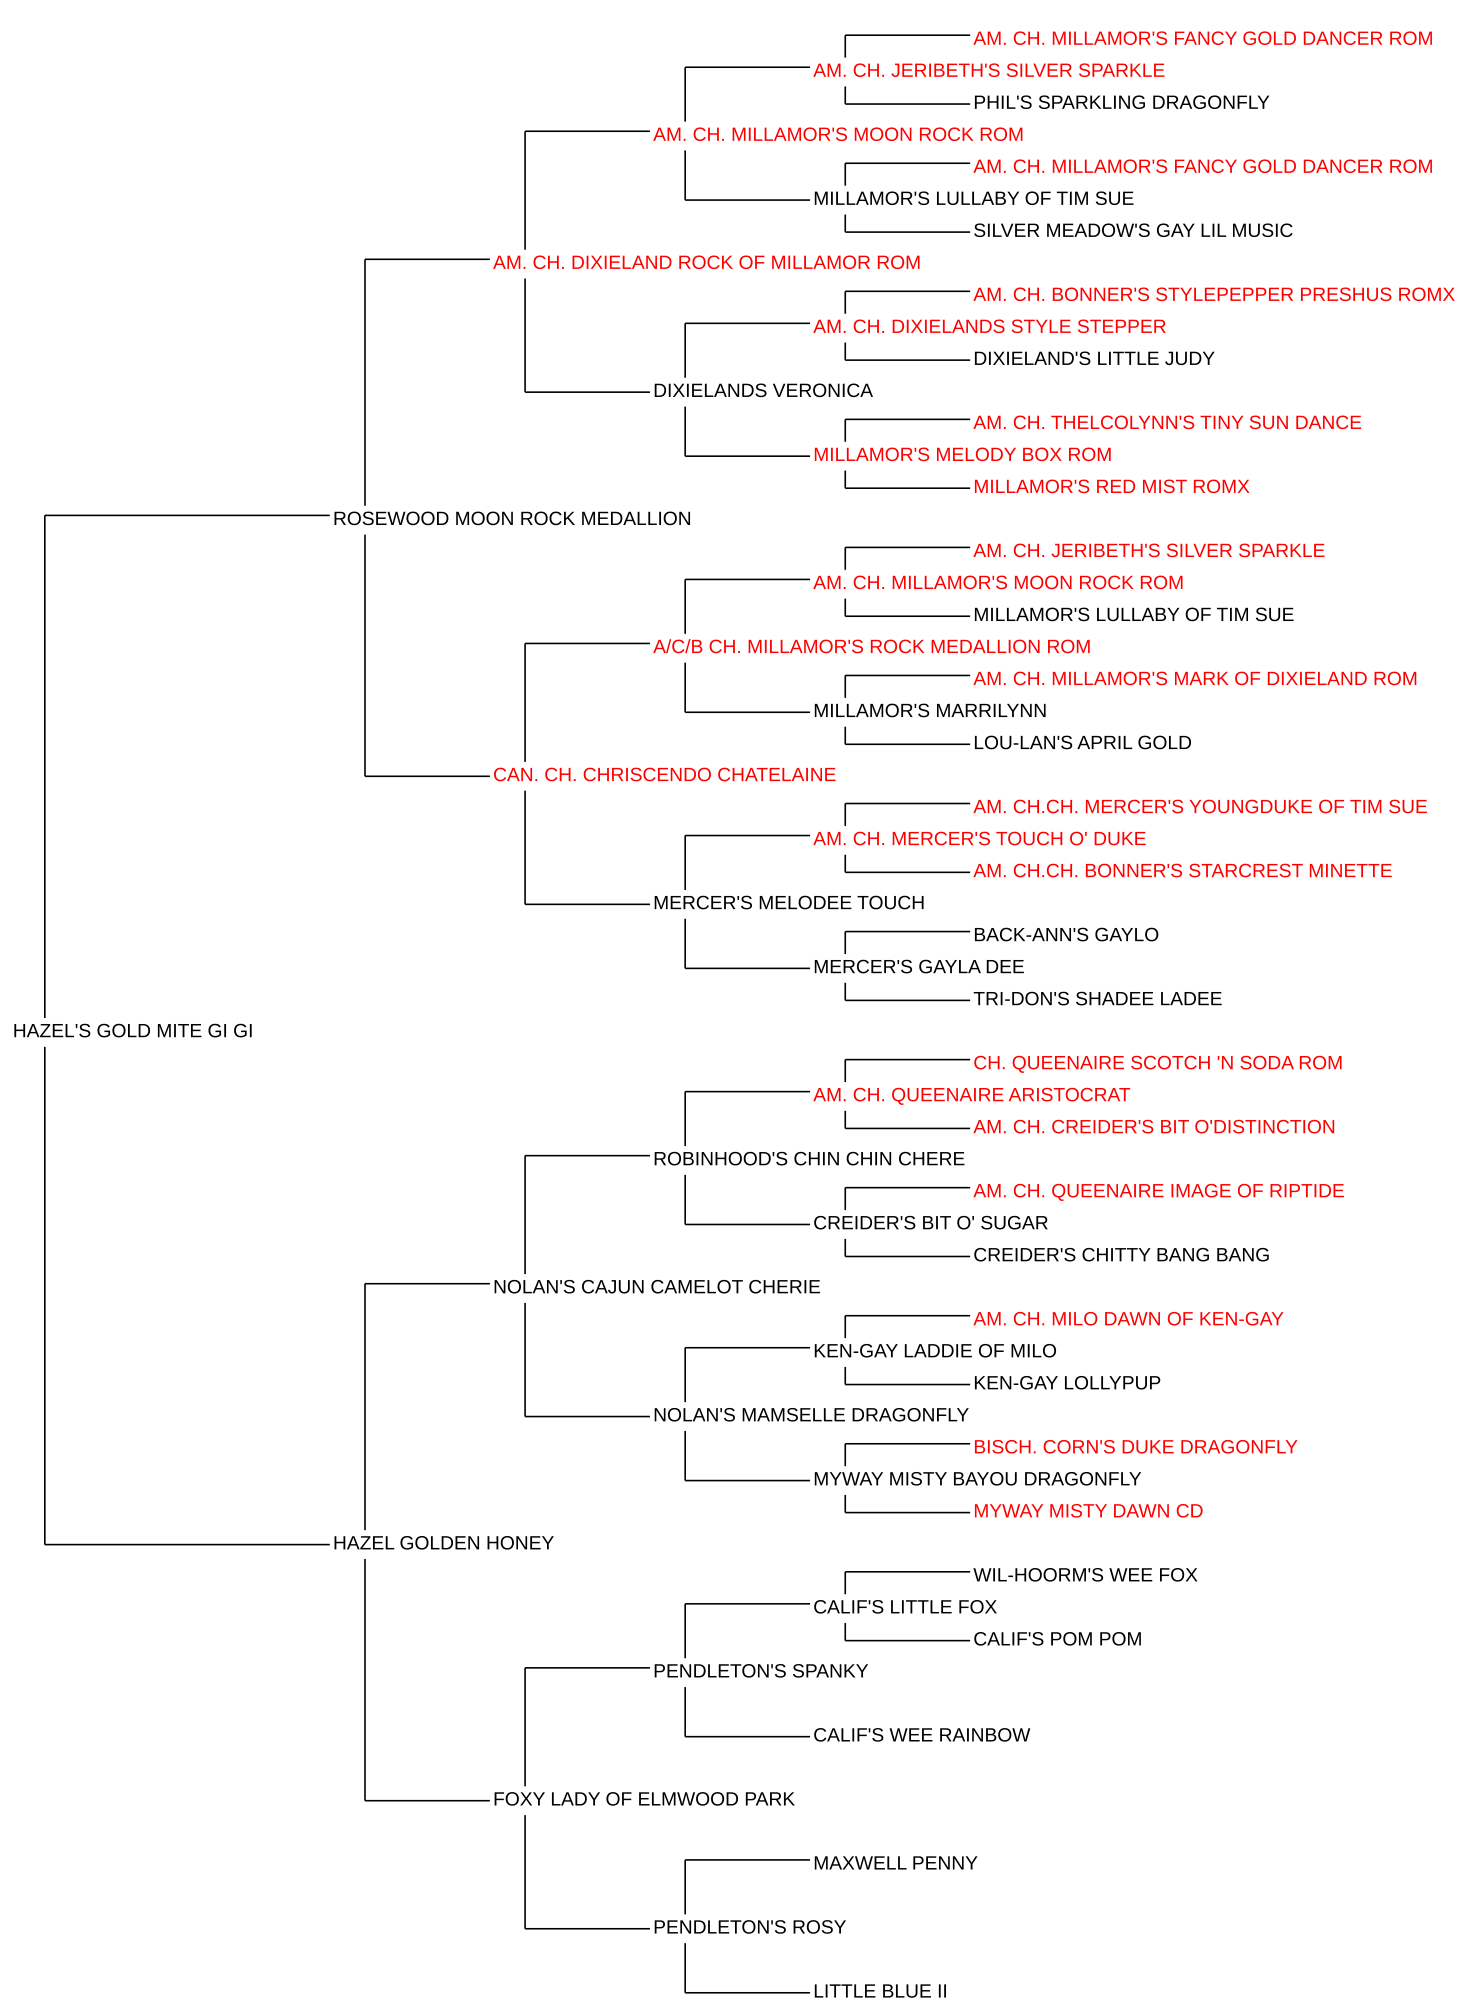 AM. CH. MILLAMOR'S FANCY GOLD DANCER ROM
AM. CH. JERIBETH'S SILVER SPARKLE
PHIL'S SPARKLING DRAGONFLY
AM. CH. MILLAMOR'S MOON ROCK ROM
AM. CH. MILLAMOR'S FANCY GOLD DANCER ROM
MILLAMOR'S LULLABY OF TIM SUE
SILVER MEADOW'S GAY LIL MUSIC
AM. CH. DIXIELAND ROCK OF MILLAMOR ROM
AM. CH. BONNER'S STYLEPEPPER PRESHUS ROMX
AM. CH. DIXIELANDS STYLE STEPPER
DIXIELAND'S LITTLE JUDY
DIXIELANDS VERONICA
AM. CH. THELCOLYNN'S TINY SUN DANCE
MILLAMOR'S MELODY BOX ROM
MILLAMOR'S RED MIST ROMX
ROSEWOOD MOON ROCK MEDALLION
AM. CH. JERIBETH'S SILVER SPARKLE
AM. CH. MILLAMOR'S MOON ROCK ROM
MILLAMOR'S LULLABY OF TIM SUE
A/C/B CH. MILLAMOR'S ROCK MEDALLION ROM
AM. CH. MILLAMOR'S MARK OF DIXIELAND ROM
MILLAMOR'S MARRILYNN
LOU-LAN'S APRIL GOLD
CAN. CH. CHRISCENDO CHATELAINE
AM. CH.CH. MERCER'S YOUNGDUKE OF TIM SUE
AM. CH. MERCER'S TOUCH O' DUKE
AM. CH.CH. BONNER'S STARCREST MINETTE
MERCER'S MELODEE TOUCH
BACK-ANN'S GAYLO
MERCER'S GAYLA DEE
TRI-DON'S SHADEE LADEE
HAZEL'S GOLD MITE GI GI
CH. QUEENAIRE SCOTCH 'N SODA ROM
AM. CH. QUEENAIRE ARISTOCRAT
AM. CH. CREIDER'S BIT O'DISTINCTION
ROBINHOOD'S CHIN CHIN CHERE
AM. CH. QUEENAIRE IMAGE OF RIPTIDE
CREIDER'S BIT O' SUGAR
CREIDER'S CHITTY BANG BANG
NOLAN'S CAJUN CAMELOT CHERIE
AM. CH. MILO DAWN OF KEN-GAY
KEN-GAY LADDIE OF MILO
KEN-GAY LOLLYPUP
NOLAN'S MAMSELLE DRAGONFLY
BISCH. CORN'S DUKE DRAGONFLY
MYWAY MISTY BAYOU DRAGONFLY
MYWAY MISTY DAWN CD
HAZEL GOLDEN HONEY
WIL-HOORM'S WEE FOX
CALIF'S LITTLE FOX
CALIF'S POM POM
PENDLETON'S SPANKY
CALIF'S WEE RAINBOW
FOXY LADY OF ELMWOOD PARK
MAXWELL PENNY
PENDLETON'S ROSY
LITTLE BLUE II